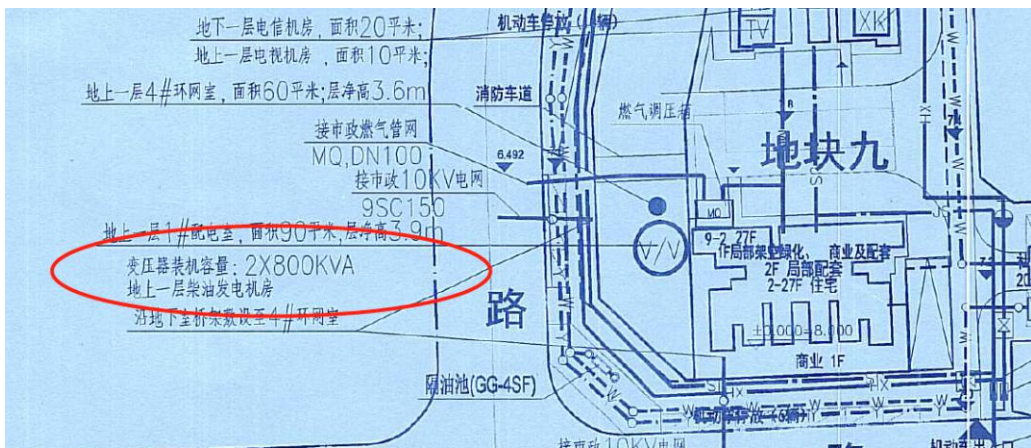 地下一层电信机房，面积20平米;
地上一层电视机房，面积10平米;
地上一层4#环网室，面积60平米;层净高3.6m
接市政燃气管网
MQ,DN100
接市政10KV电网
9SC150
地上一层1#配电室，面积90平米;层净高3.9m
变压器装机容量：2X800KVA
地上一层柴油发电机房
沿地下室桥架敷设至4#环网室
路
隔油池(GG-4SF)
消防车道
6.492
燃气调压箱
TV
XK
地块九
V/V
9-2 27F
1F局部架空绿化、商业及配套
2F 局部配套
2-27F 住宅
±0.000=8.000
商业 1F
接市政10KV电网